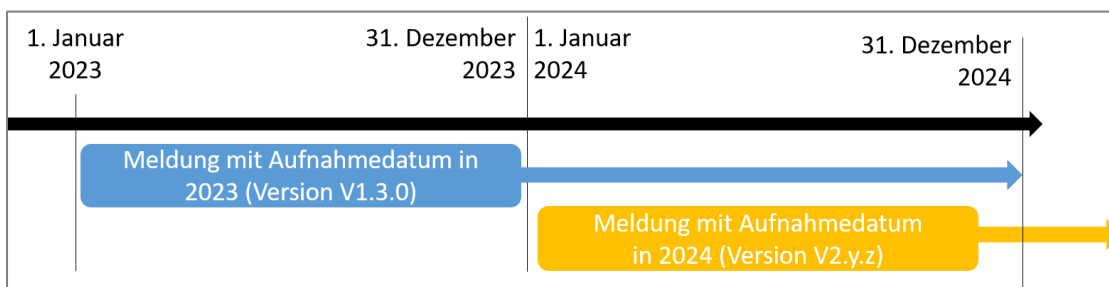 1. Januar
2023
31. Dezember
2023
1. Januar
2024
31. Dezember
2024
Meldung mit Aufnahmedatum in
2023 (Version V1.3.0)
Meldung mit Aufnahmedatum
in 2024 (Version V2.y.z)